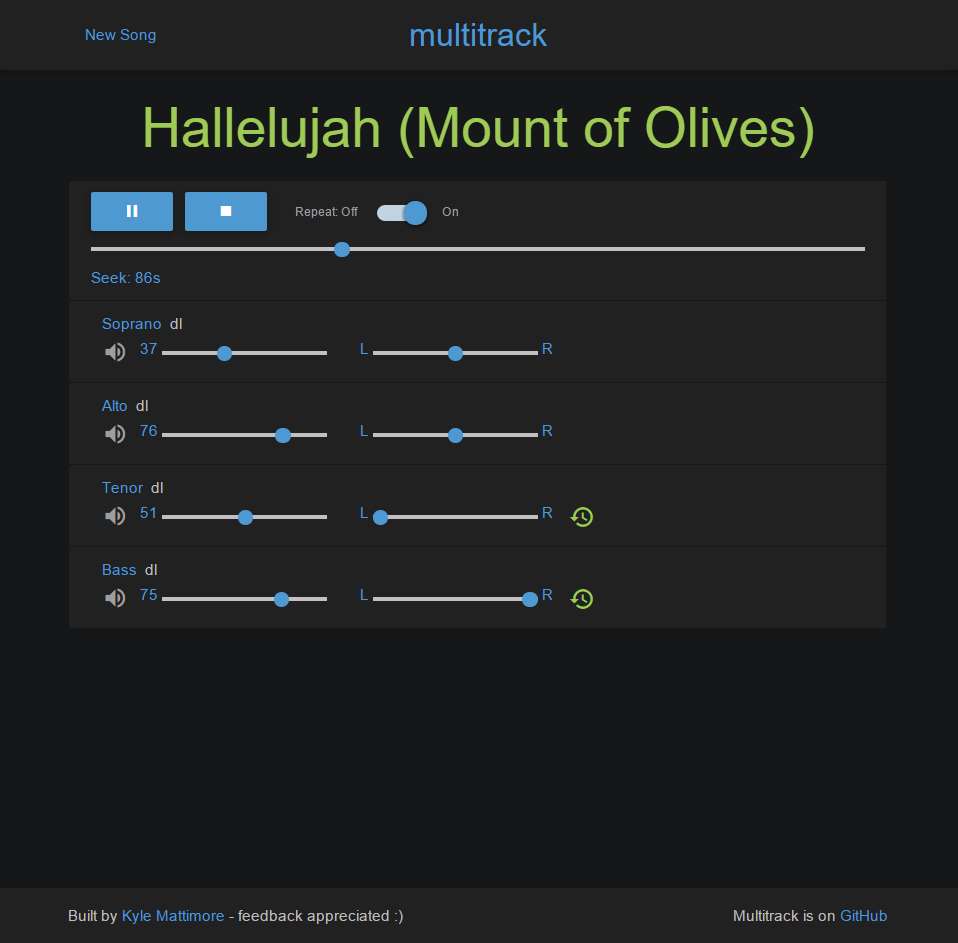 New Song
multitrack
Hallelujah (Mount of Olives)
Repeat: Off On
Seek: 86s
Soprano dl
37 L R
Alto dl
76 L R
Tenor dl
51 L R
Bass dl
75 L R
Built by Kyle Mattimore - feedback appreciated :)
Multitrack is on GitHub